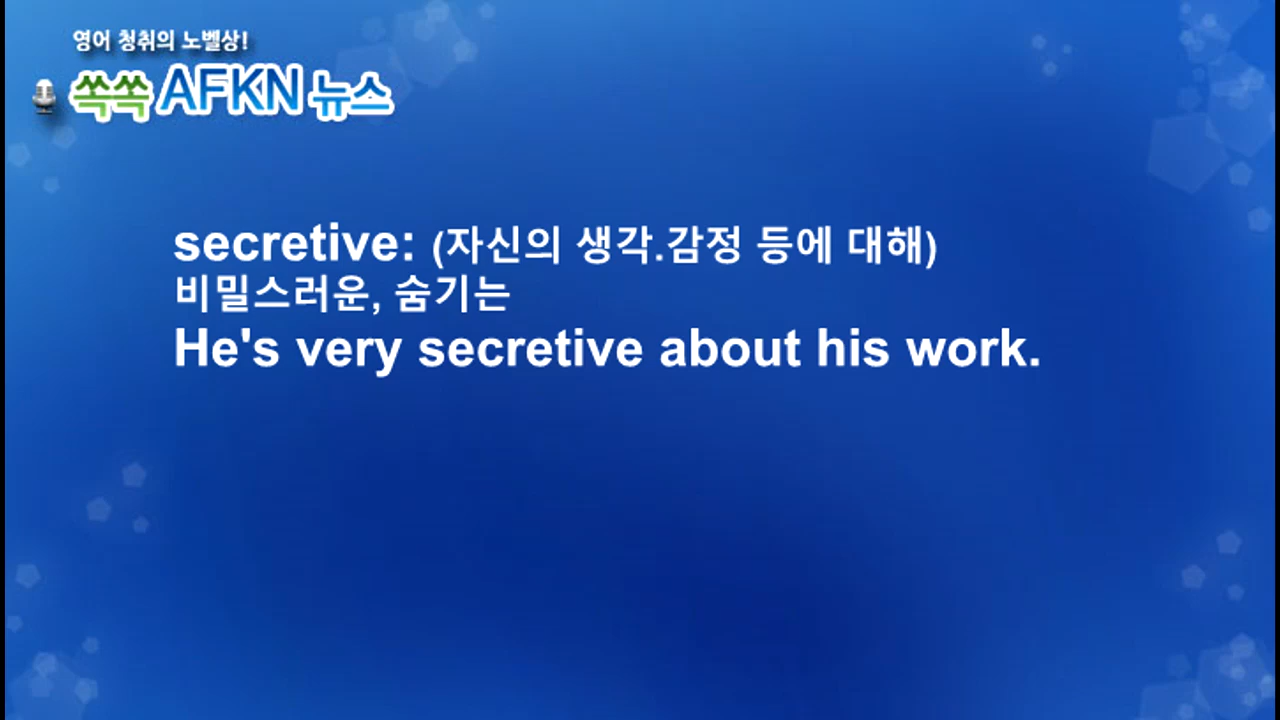 영어 청취의 노벨상!
쏙쏙 AFKN 뉴스
secretive: (자신의 생각.감정 등에 대해)
비밀스러운, 숨기는
He's very secretive about his work.